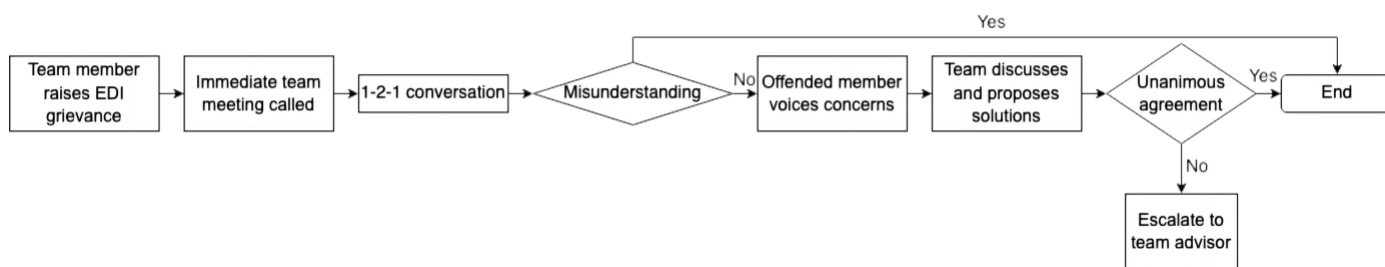 Yes
Team member
raises EDI
grievance
Immediate team
meeting called
1-2-1 conversation
Misunderstanding
No
Offended member
voices concerns
Team discusses
and proposes
solutions
Unanimous
agreement
Yes
End
No
Escalate to
team advisor